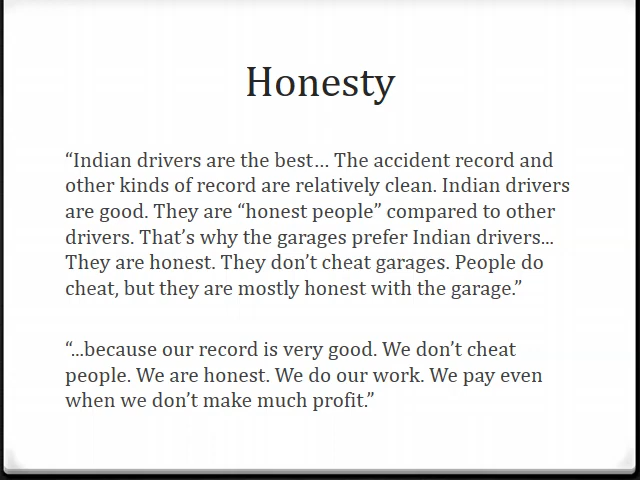 Honesty
“Indian drivers are the best… The accident record and
other kinds of record are relatively clean. Indian drivers
are good. They are “honest people” compared to other
drivers. That’s why the garages prefer Indian drivers...
They are honest. They don’t cheat garages. People do
cheat, but they are mostly honest with the garage.”
“...because our record is very good. We don’t cheat
people. We are honest. We do our work. We pay even
when we don’t make much profit.”